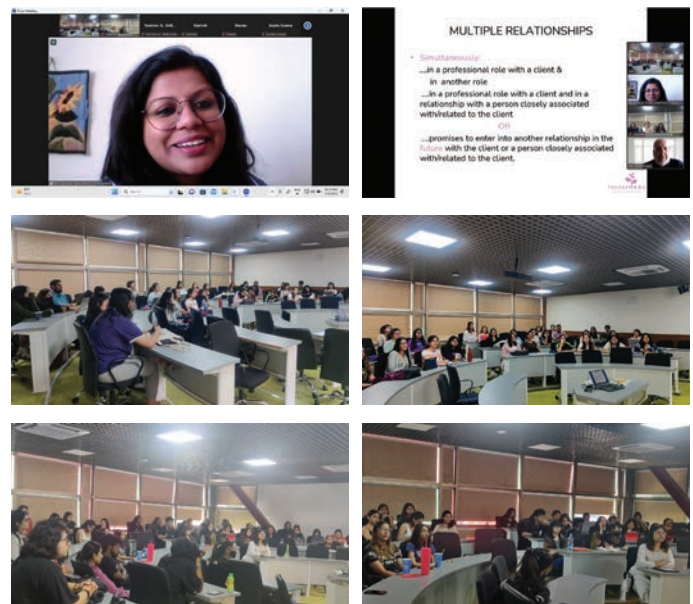 MULTIPLE RELATIONSHIPS
• Simultaneously:
....in a professional role with a client &
in another role
....in a professional role with a client and in a
relationship with a person closely associated
with/related to the client
OR
....promises to enter into another relationship in the
future with the client or a person closely associated
with/related to the client.